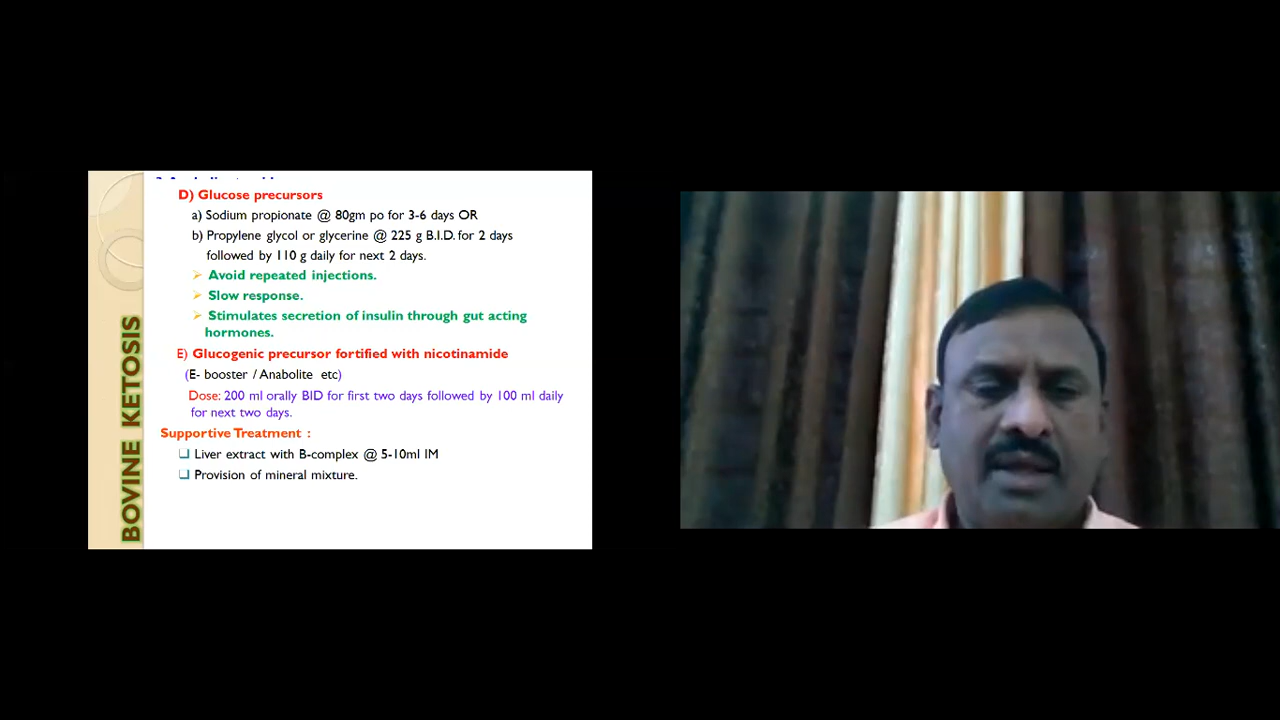 BOVINE KETOSIS
D) Glucose precursors
a) Sodium propionate @ 80gm po for 3-6 days OR
b) Propylene glycol or glycerine @ 225 g B.I.D. for 2 days
followed by 110 g daily for next 2 days.
Avoid repeated injections.
Slow response.
Stimulates secretion of insulin through gut acting
hormones.
E) Glucogenic precursor fortified with nicotinamide
(E- booster / Anabolite etc)
Dose: 200 ml orally BID for first two days followed by 100 ml daily
for next two days.
Supportive Treatment :
Liver extract with B-complex @ 5-10ml IM
Provision of mineral mixture.